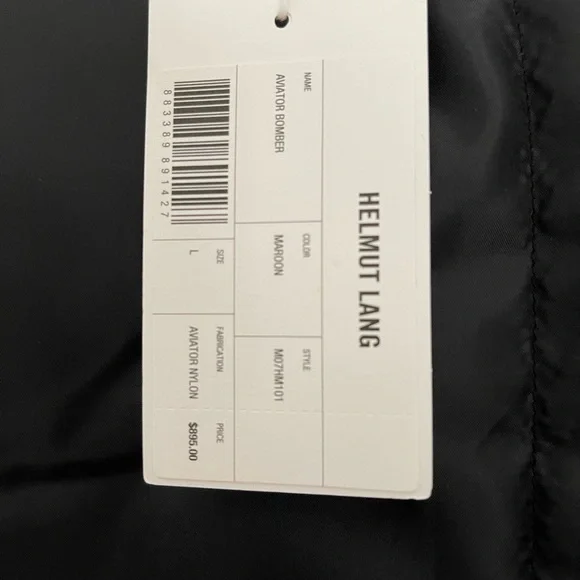 HELMUT LANG
NAME
AVIATOR BOMBER
COLOR
MAROON
STYLE
M07HM101
883389891427
SIZE
L
FABRICATION
AVIATOR NYLON
PRICE
$895.00